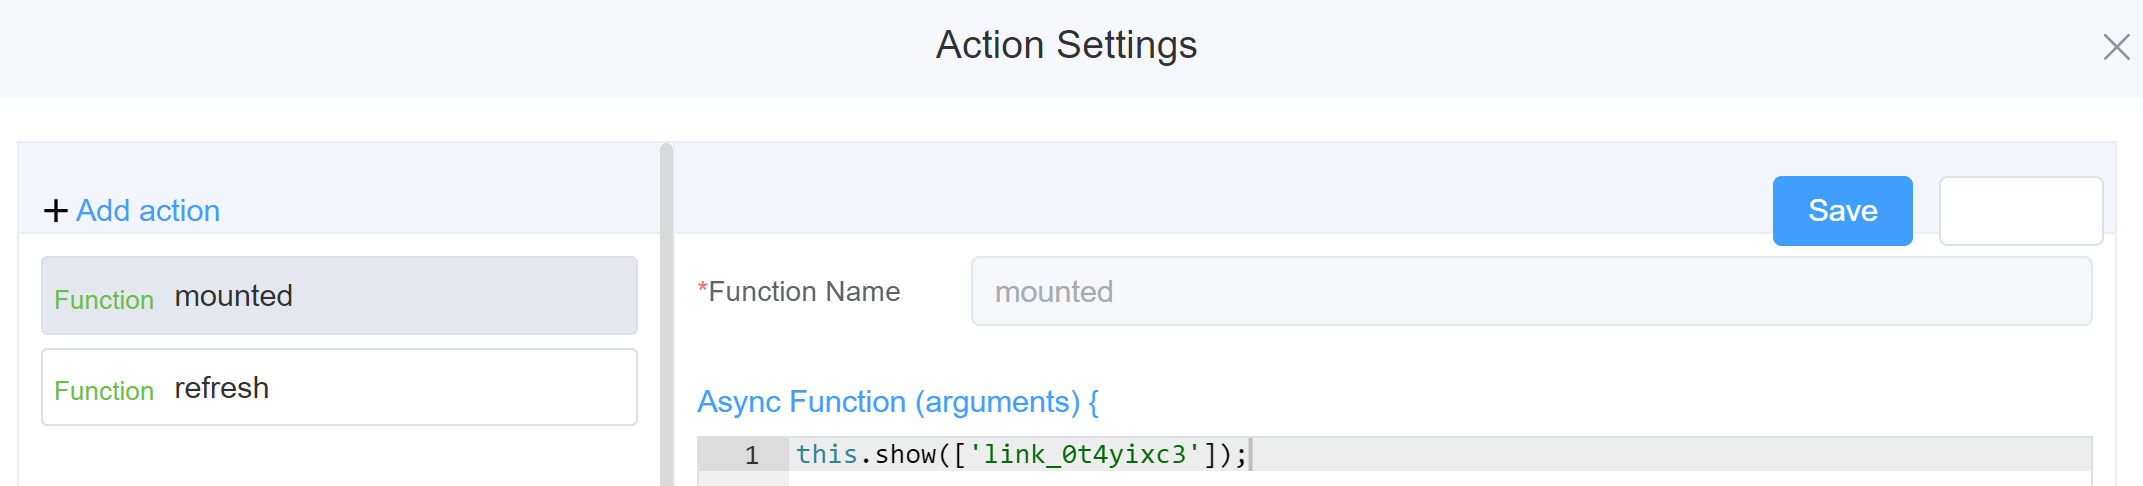 Action Settings
+ Add action
Save
Function mounted
*Function Name mounted
Function refresh
Async Function (arguments) {
1 this.show(['link_0t4yixc3']);